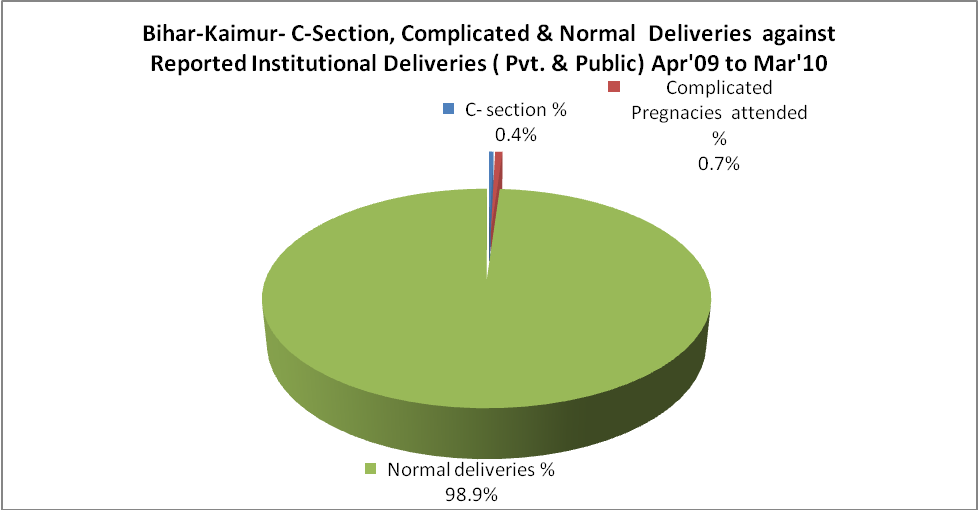 Bihar-Kaimur- C-Section, Complicated & Normal Deliveries against
Reported Institutional Deliveries ( Pvt. & Public) Apr'09 to Mar'10
C- section %
0.4%
Complicated
Pregnacies attended
%
0.7%
Normal deliveries %
98.9%